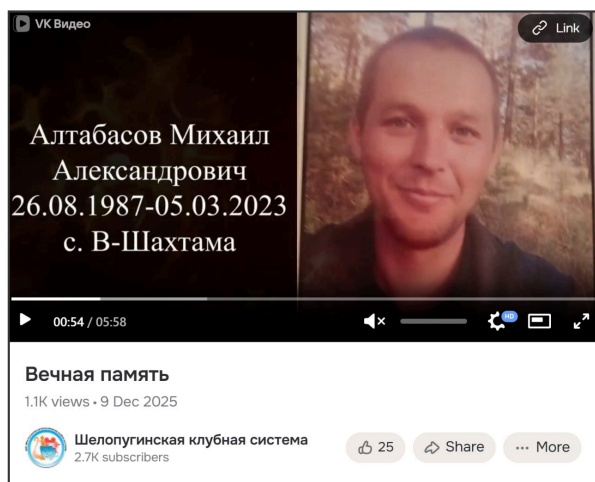 VK Видео
Link
Алтабасов Михаил
Александрович
26.08.1987-05.03.2023
с. В-Шахтама
00:54 / 05:58
HD
Вечная память
1.1K views • 9 Dec 2025
Шелопугинская клубная система
2.7K subscribers
25
Share
More